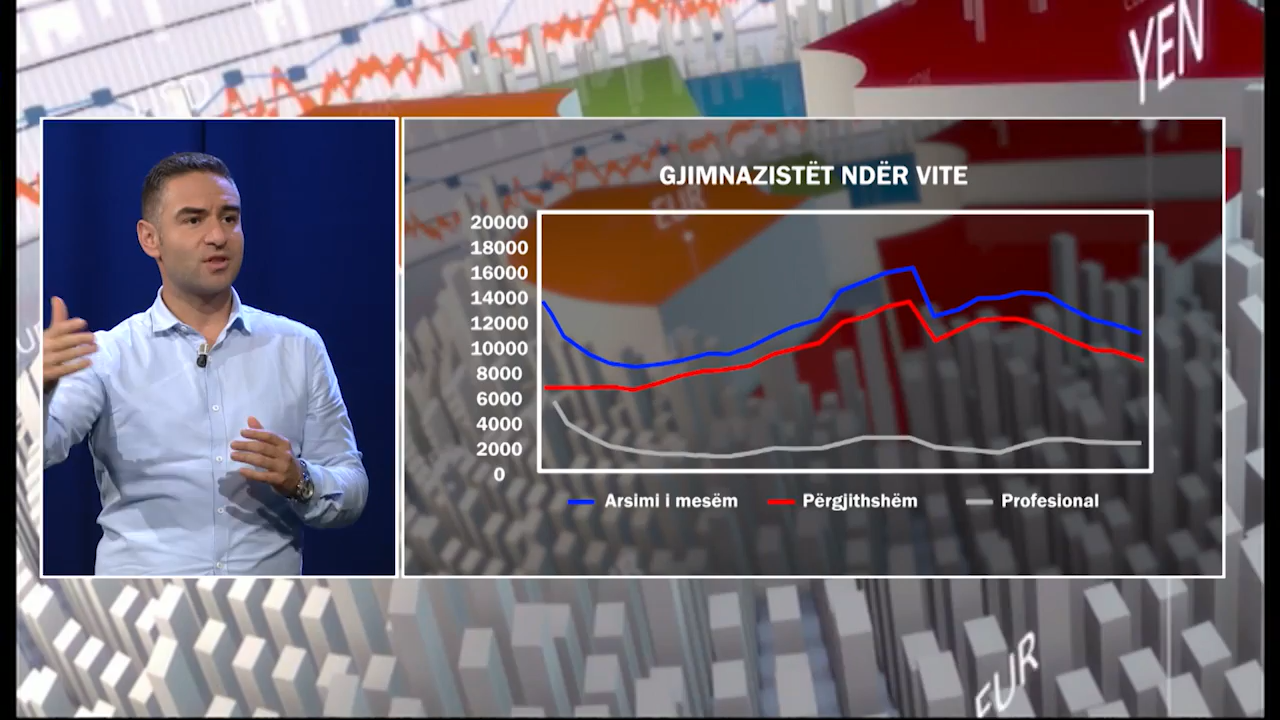 YEN
EUR
GJIMNAZISTËT NDËR VITE
20000
18000
16000
14000
12000
10000
8000
6000
4000
2000
0
Arsimi i mesëm
Përgjithshëm
Profesional
EUR